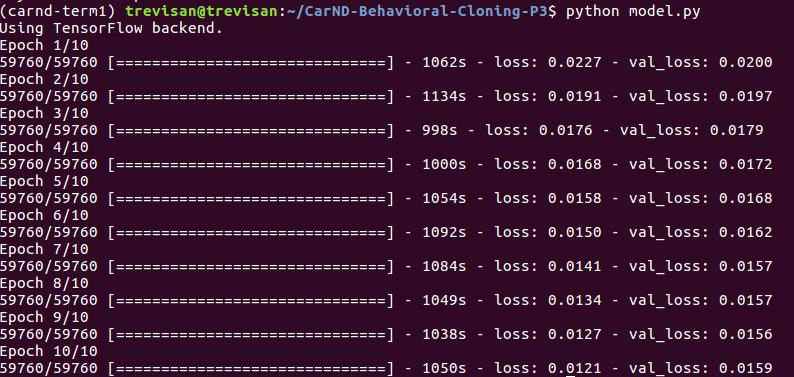 (carnd-term1) trevisan@trevisan:~/CarND-Behavioral-Cloning-P3$ python model.py
Using TensorFlow backend.
Epoch 1/10
59760/59760 [==============================] - 1062s - loss: 0.0227 - val_loss: 0.0200
Epoch 2/10
59760/59760 [==============================] - 1134s - loss: 0.0191 - val_loss: 0.0197
Epoch 3/10
59760/59760 [==============================] - 998s - loss: 0.0176 - val_loss: 0.0179
Epoch 4/10
59760/59760 [==============================] - 1000s - loss: 0.0168 - val_loss: 0.0172
Epoch 5/10
59760/59760 [==============================] - 1054s - loss: 0.0158 - val_loss: 0.0168
Epoch 6/10
59760/59760 [==============================] - 1092s - loss: 0.0150 - val_loss: 0.0162
Epoch 7/10
59760/59760 [==============================] - 1084s - loss: 0.0141 - val_loss: 0.0157
Epoch 8/10
59760/59760 [==============================] - 1049s - loss: 0.0134 - val_loss: 0.0157
Epoch 9/10
59760/59760 [==============================] - 1038s - loss: 0.0127 - val_loss: 0.0156
Epoch 10/10
59760/59760 [==============================] - 1050s - loss: 0.0121 - val_loss: 0.0159